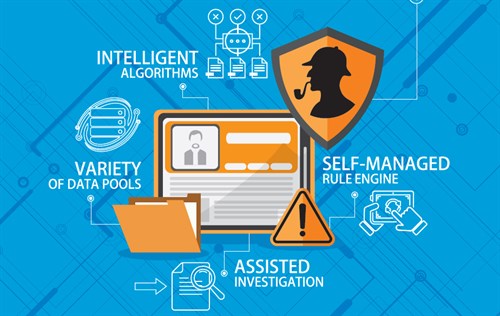 INTELLIGENT
ALGORITHMS
VARIETY
OF DATA POOLS
SELF-MANAGED
RULE ENGINE
ASSISTED
INVESTIGATION